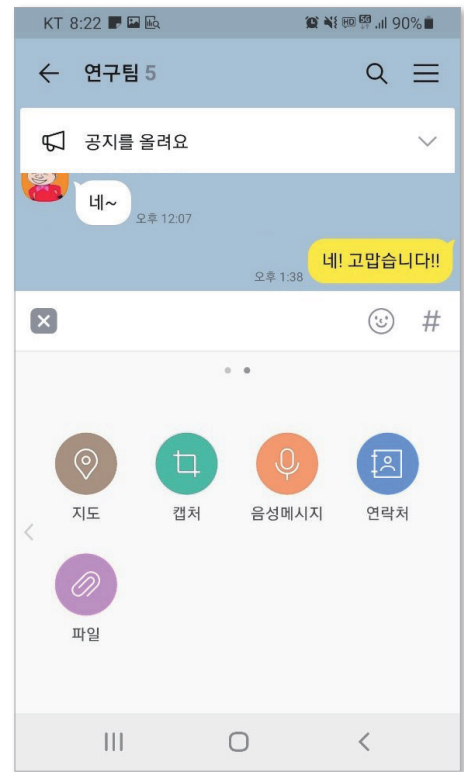 KT 8:22 90%
연구팀 5
공지를 올려요
네~
오후 12:07
네! 고맙습니다!!
오후 1:38
#
지도 캡처 음성메시지 연락처
파일